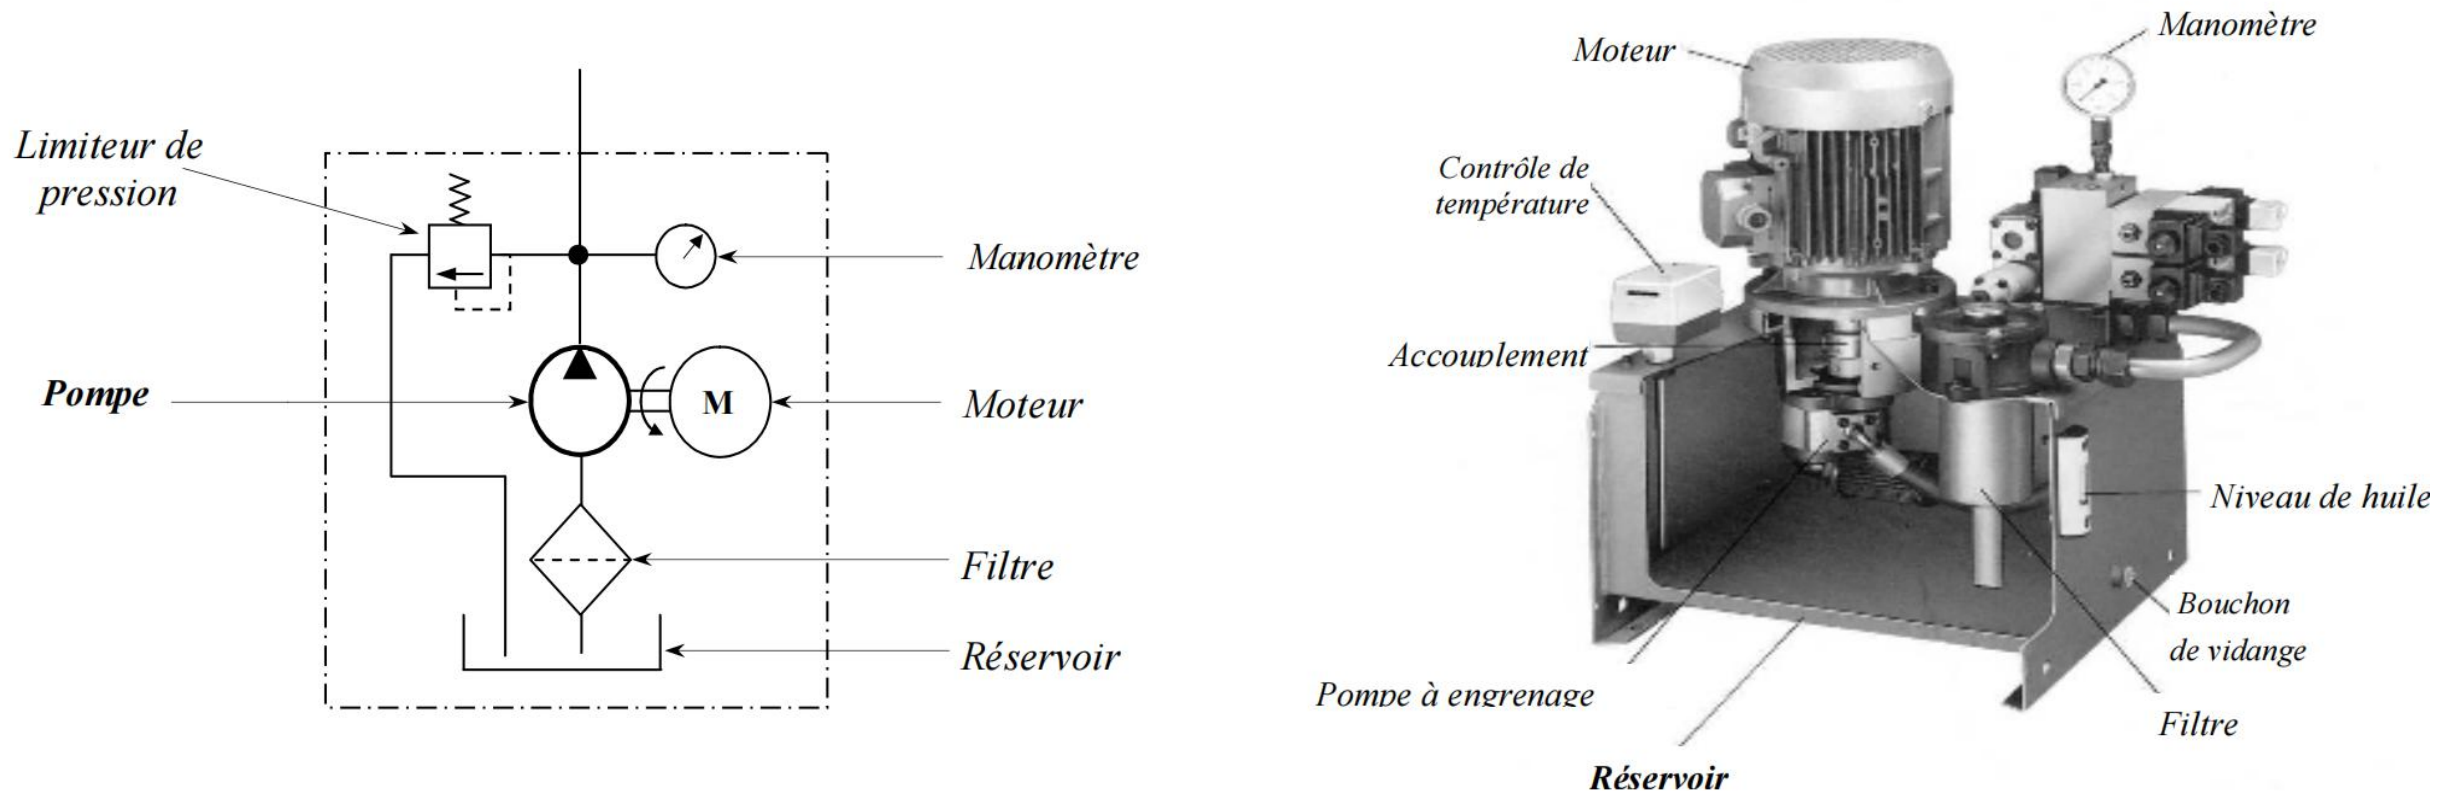 Limiteur de
pression
Manomètre
Pompe
M
Moteur
Filtre
Réservoir
Moteur
Manomètre
Contrôle de
température
Accouplement
Niveau de huile
Bouchon
de vidange
Pompe à engrenage
Filtre
Réservoir